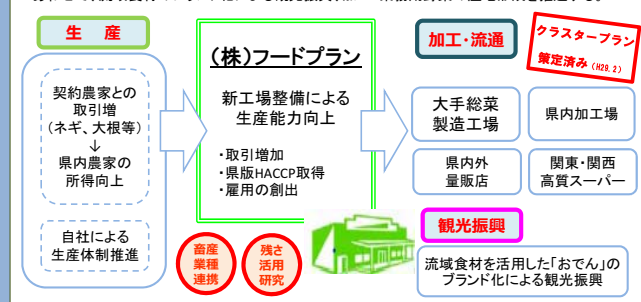 生　産
契約農家との
取引増
（ネギ、大根等）
↓
県内農家の
所得向上
自社による
生産体制推進
(株)フードプラン
新工場整備による
生産能力向上
・取引増加
・県版HACCP取得
・雇用の創出
畜産
業種
連携
残さ
活用
研究
加工・流通
クラスタープラン
策定済み（H29.2）
大手総菜
製造工場
県内加工場
県内外
量販店
関東・関西
高質スーパー
観光振興
流域食材を活用した「おでん」の
ブランド化による観光振興